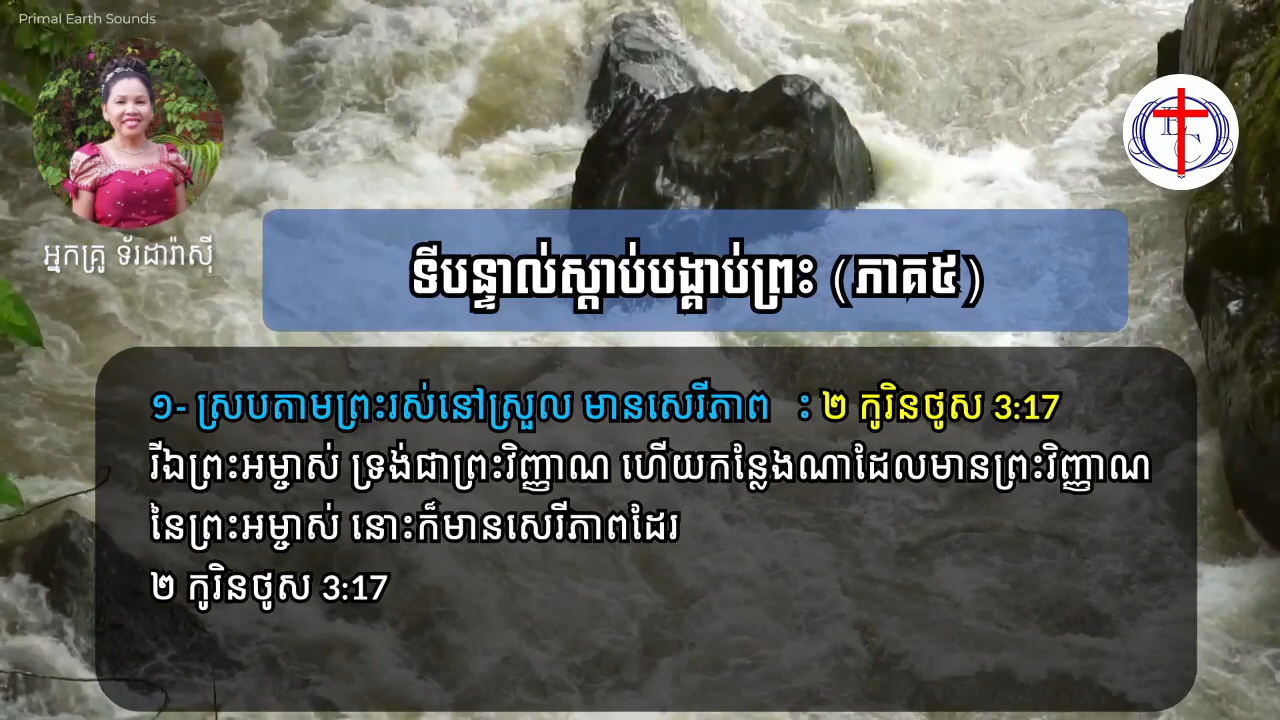 Primal Earth Sounds
អ្នកគ្រូ ទ័រដារ៉ាស៊ី
ទីបន្ទាល់ស្តាប់បង្គាប់ព្រះ (ភាគ៥)
១- ស្របតាមព្រះរស់នៅស្រួល មានសេរីភាព ៖ ២ កូរិនថូស 3:17
រីឯព្រះអម្ចាស់ ទ្រង់ជាព្រះវិញ្ញាណ ហើយកន្លែងណាដែលមានព្រះវិញ្ញាណ
នៃព្រះអម្ចាស់ នោះក៏មានសេរីភាពដែរ
២ កូរិនថូស 3:17